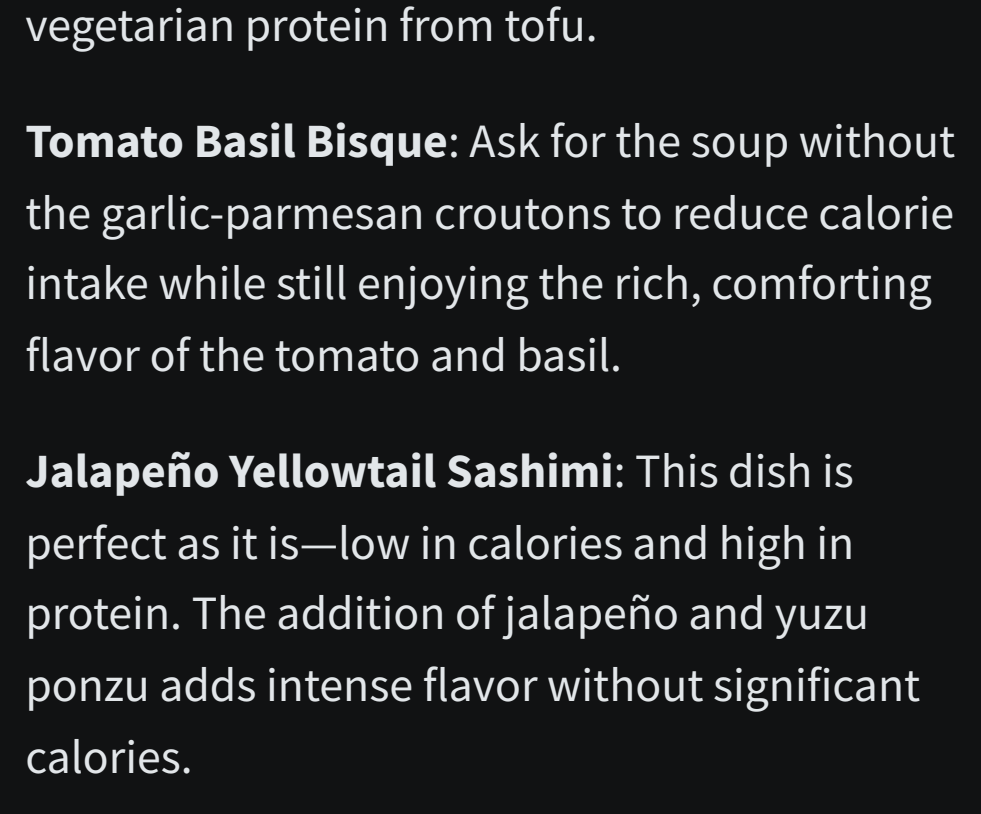 vegetarian protein from tofu.
Tomato Basil Bisque: Ask for the soup without
the garlic-parmesan croutons to reduce calorie
intake while still enjoying the rich, comforting
flavor of the tomato and basil.
Jalapeño Yellowtail Sashimi: This dish is
perfect as it is—low in calories and high in
protein. The addition of jalapeño and yuzu
ponzu adds intense flavor without significant
calories.